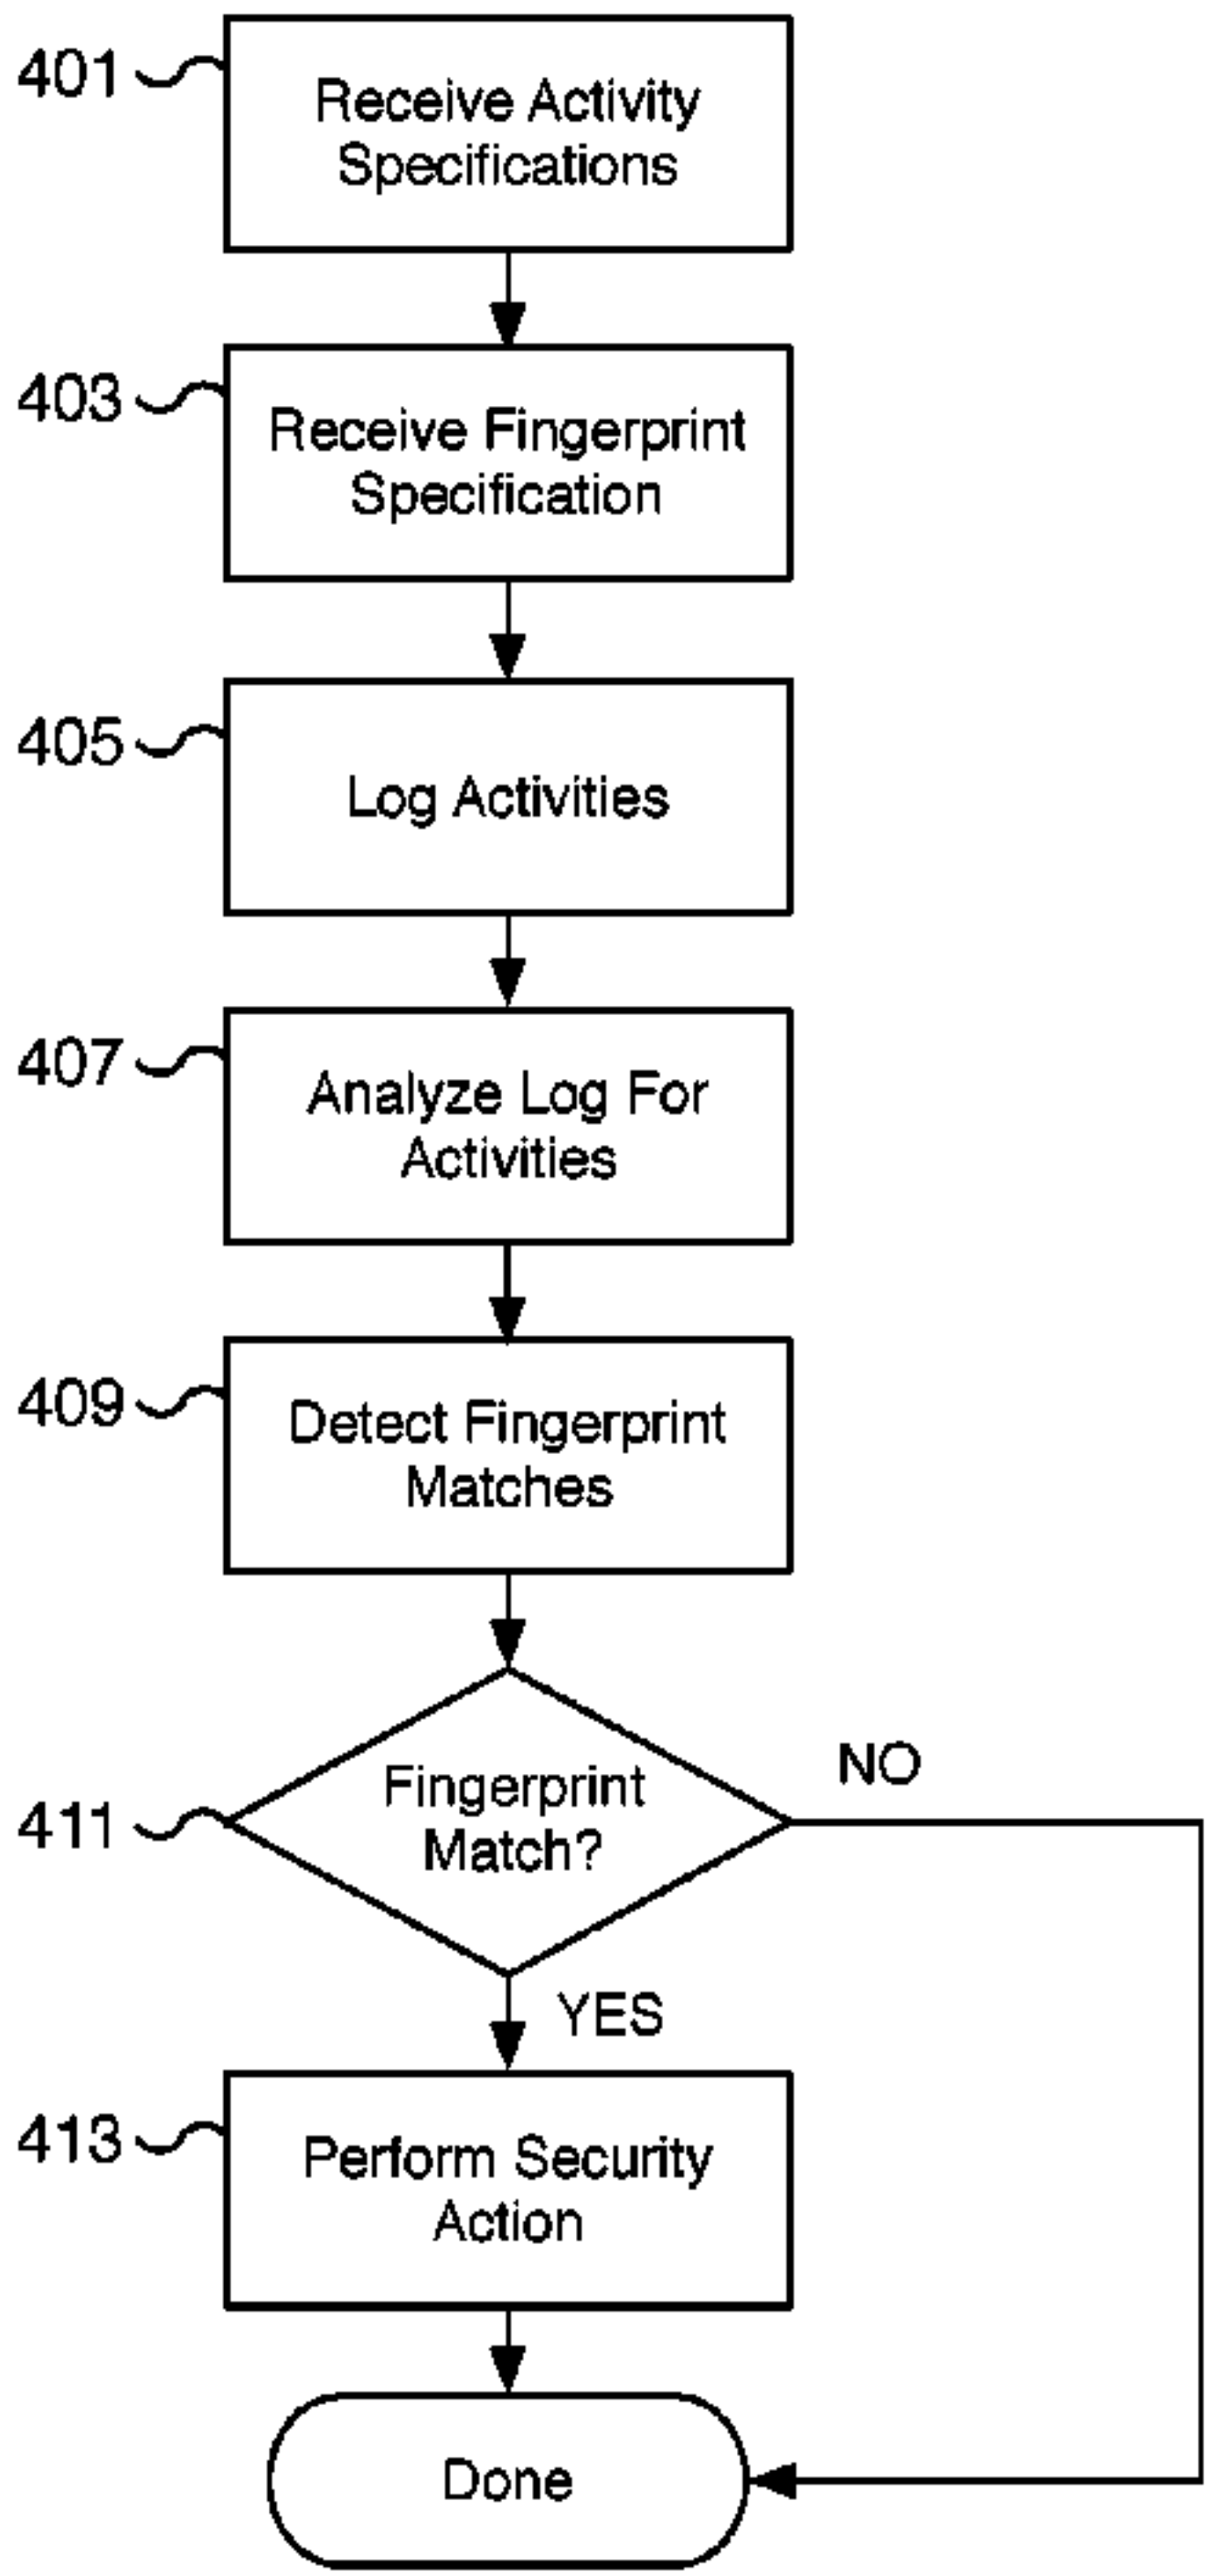 401
Receive Activity
Specifications
403
Receive Fingerprint
Specification
405
Log Activities
407
Analyze Log For
Activities
409
Detect Fingerprint
Matches
411
Fingerprint
Match?
NO
YES
413
Perform Security
Action
Done